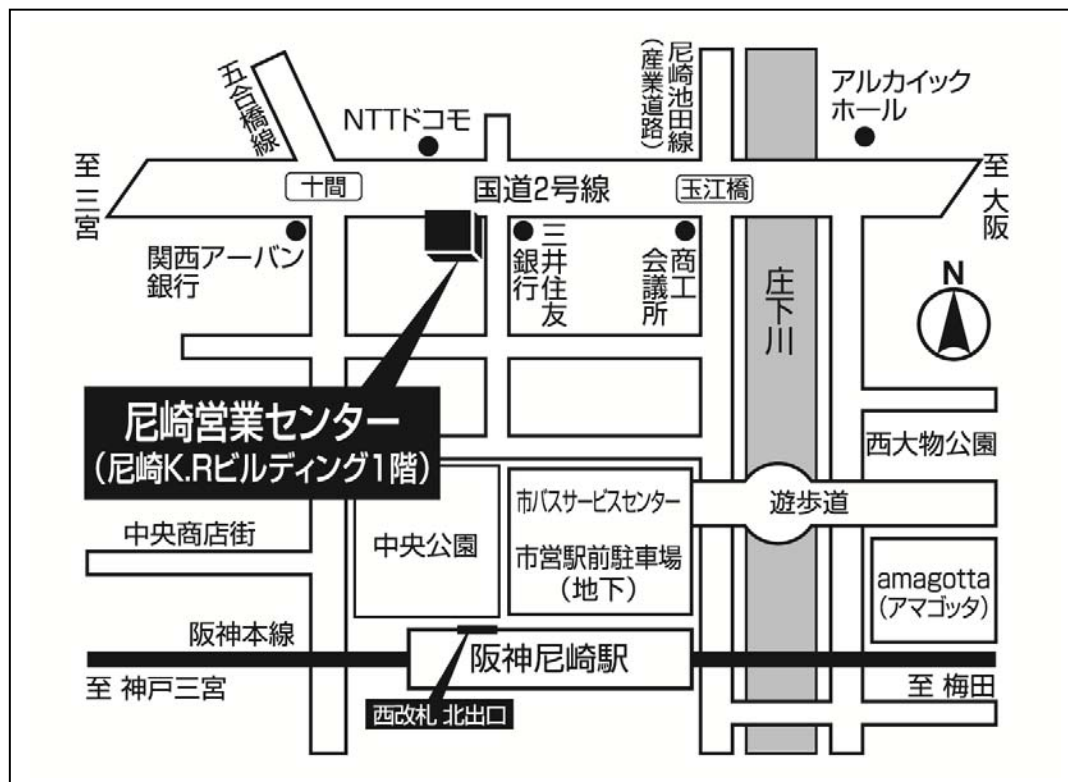 五合橋線
NTTドコモ
尼崎池田線
(産業道路)
アルカイック
ホール
至 三宮
十間
国道2号線
玉江橋
至 大阪
関西アーバン
銀行
三井住友
銀行
商工
会議所
庄下川
N
尼崎営業センター
(尼崎K.Rビルディング1階)
西大物公園
中央商店街
中央公園
市バスサービスセンター
市営駅前駐車場
(地下)
遊歩道
amagotta
(アマゴッタ)
阪神本線
阪神尼崎駅
至 神戸三宮
至 梅田
西改札 北出口